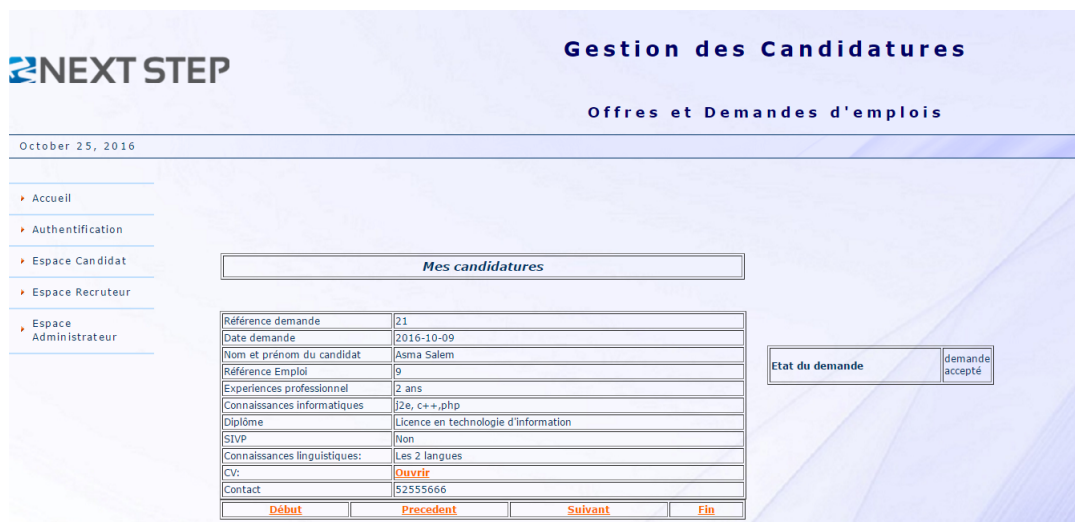 NEXT STEP
Gestion des Candidatures
Offres et Demandes d'emplois
October 25, 2016
Accueil
Authentification
Espace Candidat
Espace Recruteur
Espace
Administrateur
Mes candidatures
Référence demande 21
Date demande 2016-10-09
Nom et prénom du candidat Asma Salem
Référence Emploi 9
Experiences professionnel 2 ans
Connaissances informatiques j2e, c++,php
Diplôme Licence en technologie d'information
SIVP Non
Connaissances linguistiques: Les 2 langues
CV: Ouvrir
Contact 52555666
Début Precedent Suivant Fin
Etat du demande demande
accepté